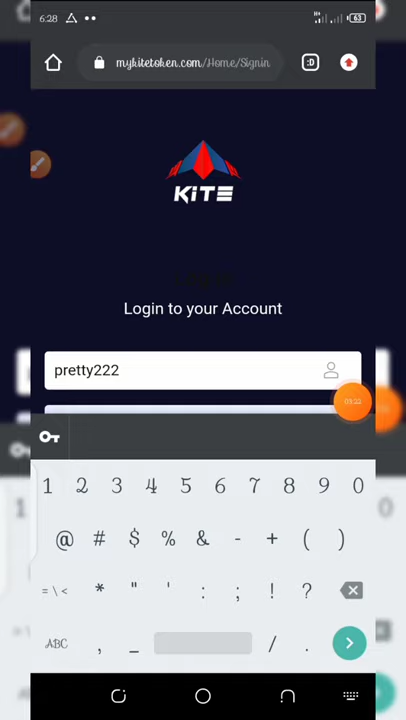 6:28
63
mykitetoken.com/Home/Signin
:D
KiTE
Login to your Account
pretty222
1 2 3 4 5 6 7 8 9 0
@ # $ % & - + ( )
= \ < * " ' : ; ! ?
ABC , _ / .